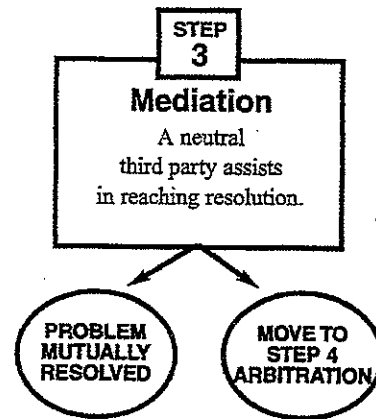 STEP
3
Mediation
A neutral
third party assists
in reaching resolution.
PROBLEM
MUTUALLY
RESOLVED
MOVE TO
STEP 4
ARBITRATION